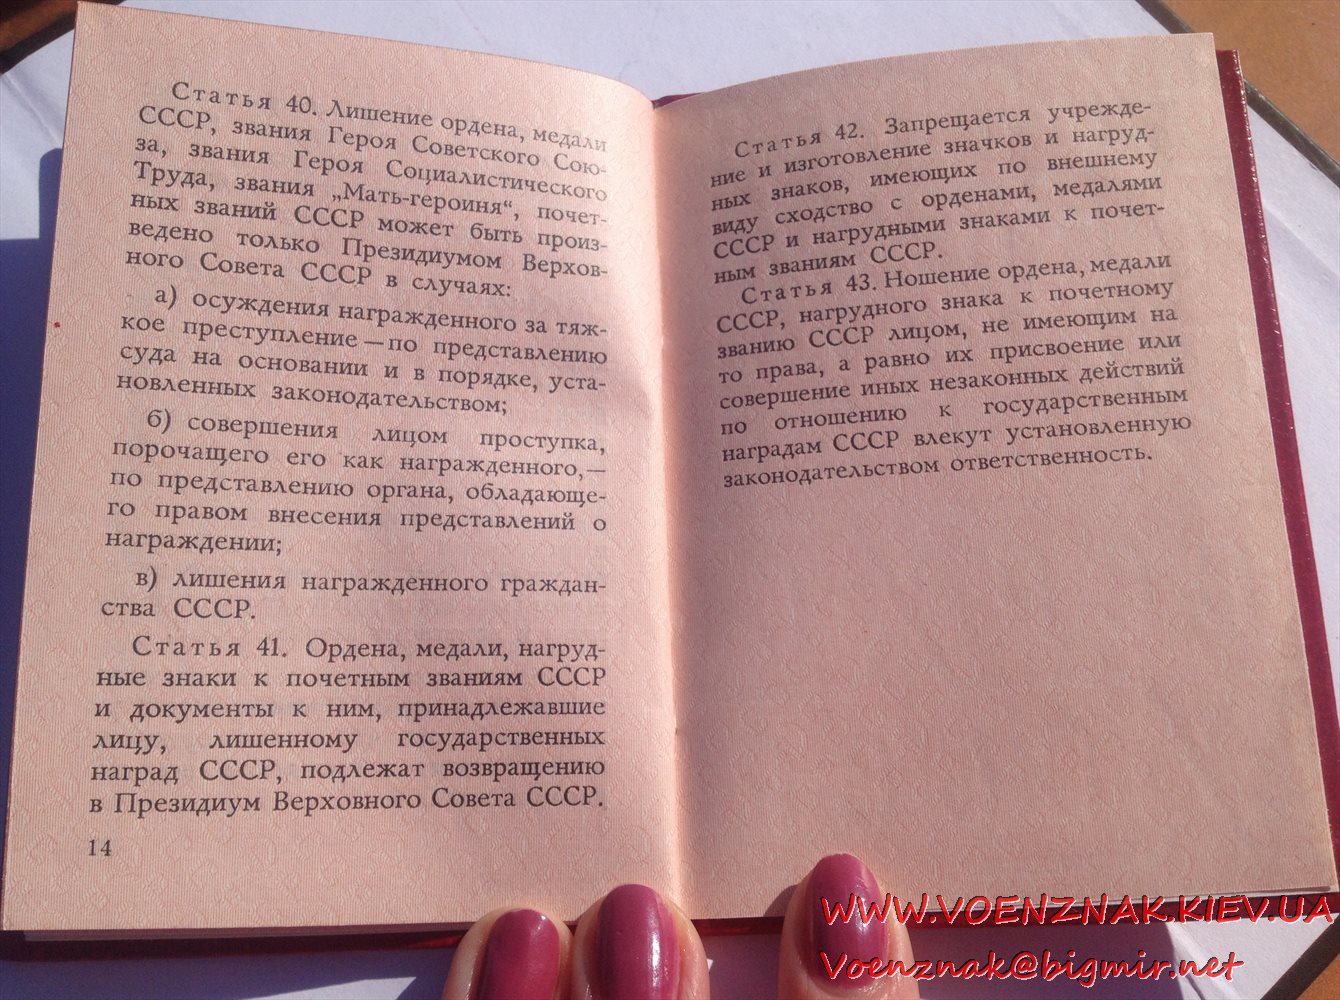 Статья 40. Лишение ордена, медали
СССР, звания Героя Советского Сою-
за, звания Героя Социалистического
Труда, звания „Мать-героиня“, почет-
ных званий СССР может быть произ-
ведено только Президиумом Верхов-
ного Совета СССР в случаях:
а) осуждения награжденного за тяж-
кое преступление—по представлению
суда на основании и в порядке, уста-
новленных законодательством;
б) совершения лицом проступка,
порочащего его как награжденного,—
по представлению органа, обладающе-
го правом внесения представлений о
награждении;
в) лишения награжденного граждан-
ства СССР.
Статья 41. Ордена, медали, нагруд-
ные знаки к почетным званиям СССР
и документы к ним, принадлежавшие
лицу, лишенному государственных
наград СССР, подлежат возвращению
в Президиум Верховного Совета СССР.
14
Статья 42. Запрещается учрежде-
ние и изготовление значков и нагруд-
ных знаков, имеющих по внешнему
виду сходство с орденами, медалями
СССР и нагрудными знаками к почет-
ным званиям СССР.
Статья 43. Ношение ордена, медали
СССР, нагрудного знака к почетному
званию СССР лицом, не имеющим на
то права, а равно их присвоение или
совершение иных незаконных действий
по отношению к государственным
наградам СССР влекут установленную
законодательством ответственность.
WWW.VOENZNAK.KIEV.UA
Voenznak@bigmir.net